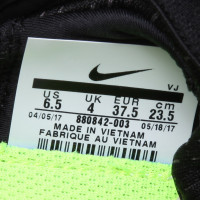 VJ
US UK EUR cm
6.5 4 37.5 23.5
04/05/17 880842-003 05/16/17
MADE IN VIETNAM
FABRIQUE AU VIETNAM